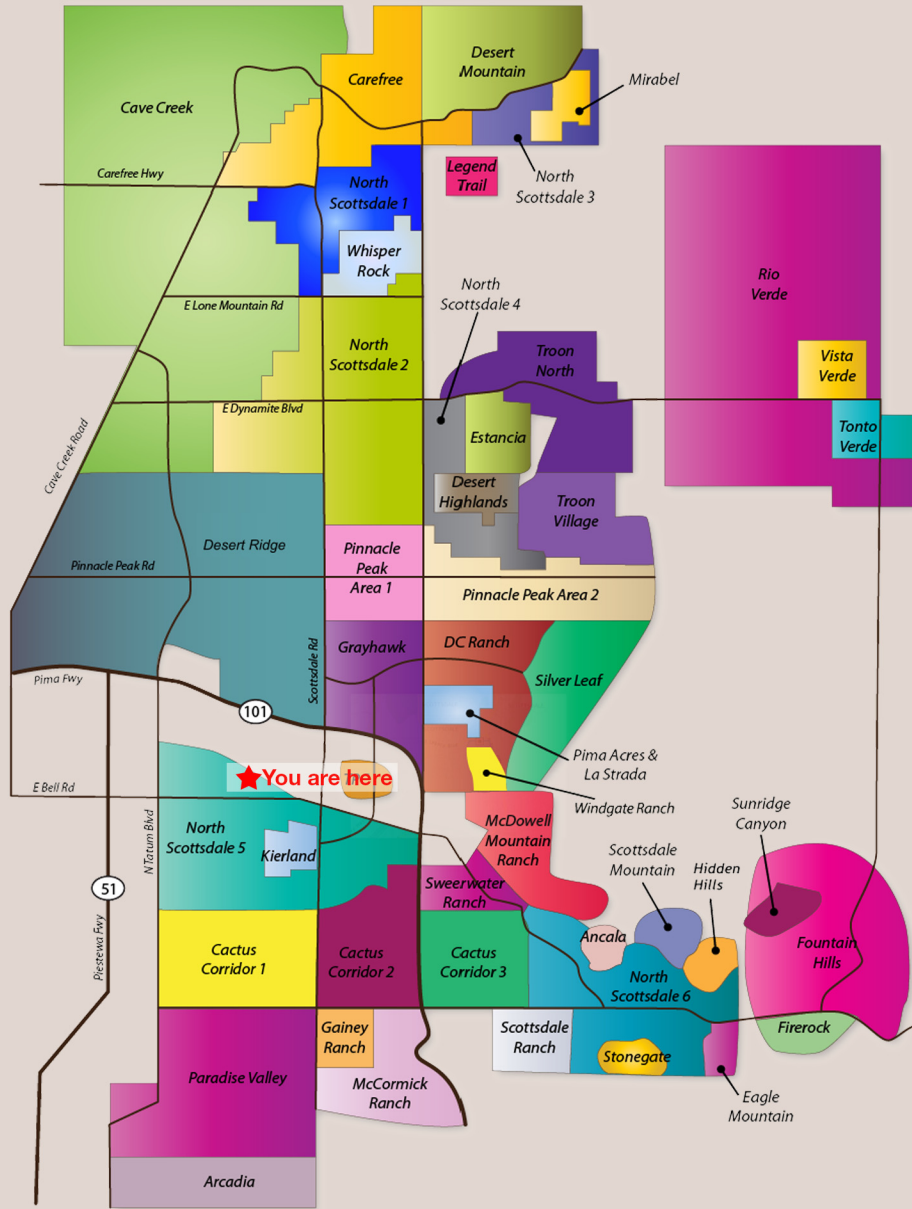 Cave Creek
Carefree
Desert
Mountain
Mirabel
North
Scottsdale 3
Legend
Trail
Carefree Hwy
North
Scottsdale 1
Whisper
Rock
E Lone Mountain Rd
North
Scottsdale 4
Rio
Verde
North
Scottsdale 2
Troon
North
Vista
Verde
E Dynamite Blvd
Tonto
Verde
Estancia
Cave Creek Road
Desert
Highlands
Troon
Village
Desert Ridge
Pinnacle
Peak
Area 1
Pinnacle Peak Rd
Pinnacle Peak Area 2
Grayhawk
DC Ranch
Scottsdale Rd
Silver Leaf
Pima Fwy
101
Pima Acres &
La Strada
You are here
E Bell Rd
Windgate Ranch
N Tatum Blvd
North
Scottsdale 5
Kierland
McDowell
Mountain
Ranch
Sunridge
Canyon
Scottsdale
Mountain
Hidden
Hills
51
Piestewa Fwy
Sweerwater
Ranch
Cactus
Corridor 1
Cactus
Corridor 2
Cactus
Corridor 3
Ancala
North
Scottsdale 6
Fountain
Hills
Gainey
Ranch
Scottsdale
Ranch
Stonegate
Firerock
Paradise Valley
McCormick
Ranch
Eagle
Mountain
Arcadia